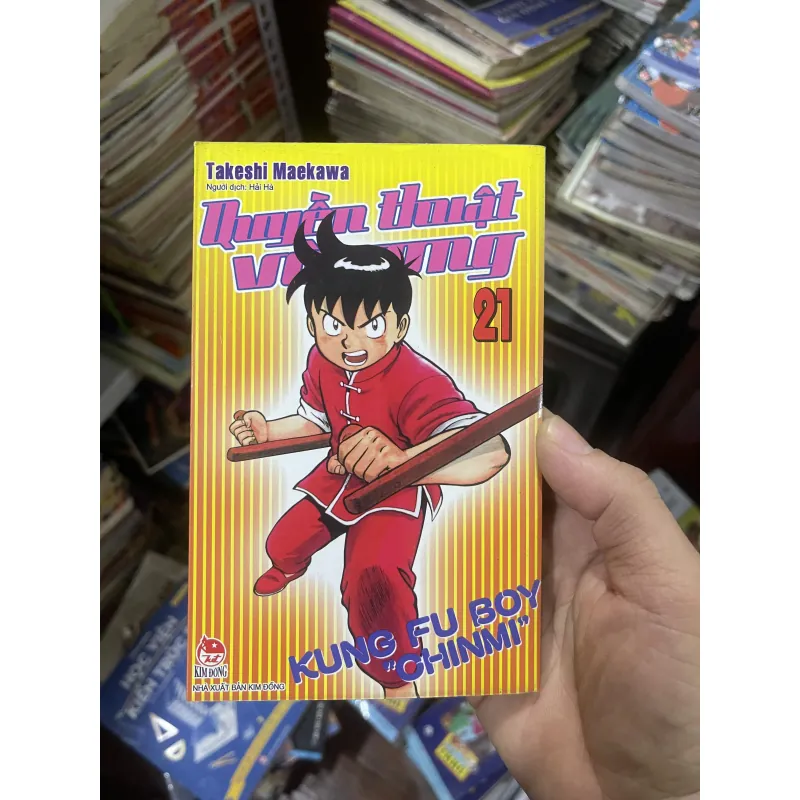 Takeshi Maekawa
Người dịch: Hải Hà
Quyền thuật
21
KUNG FU BOY
"CHINMI"
KIM ĐỒNG
NHÀ XUẤT BẢN KIM ĐỒNG